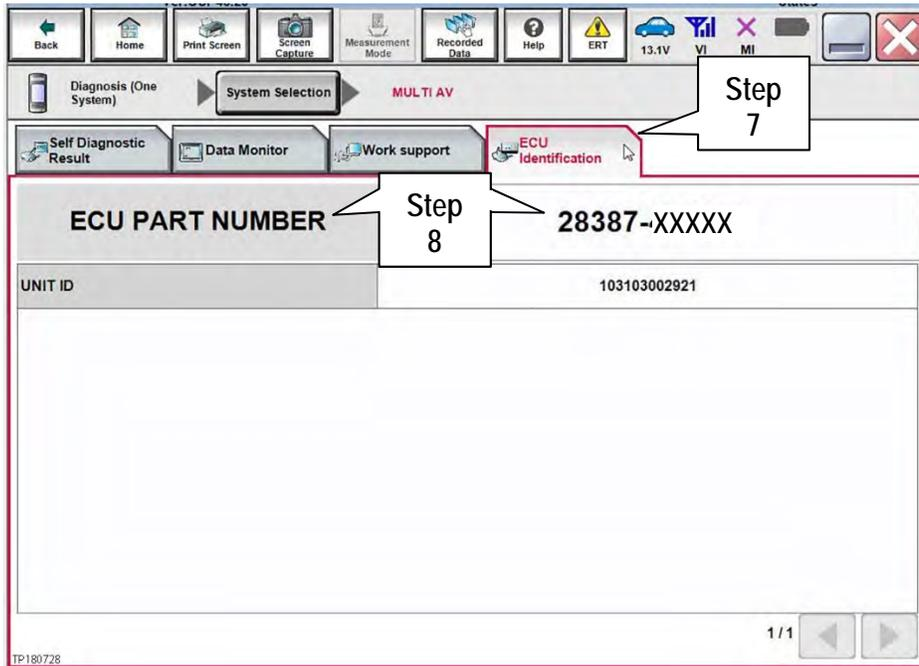 Back
Home
Print Screen
Screen
Capture
Measurement
Mode
Recorded
Data
Help
ERT
13.1V
VI
MI
Diagnosis (One
System)
System Selection
MULTI AV
Step
7
Self Diagnostic
Result
Data Monitor
Work support
ECU
Identification
ECU PART NUMBER
Step
8
28387-XXXXX
UNIT ID
103103002921
1/1
TP180728